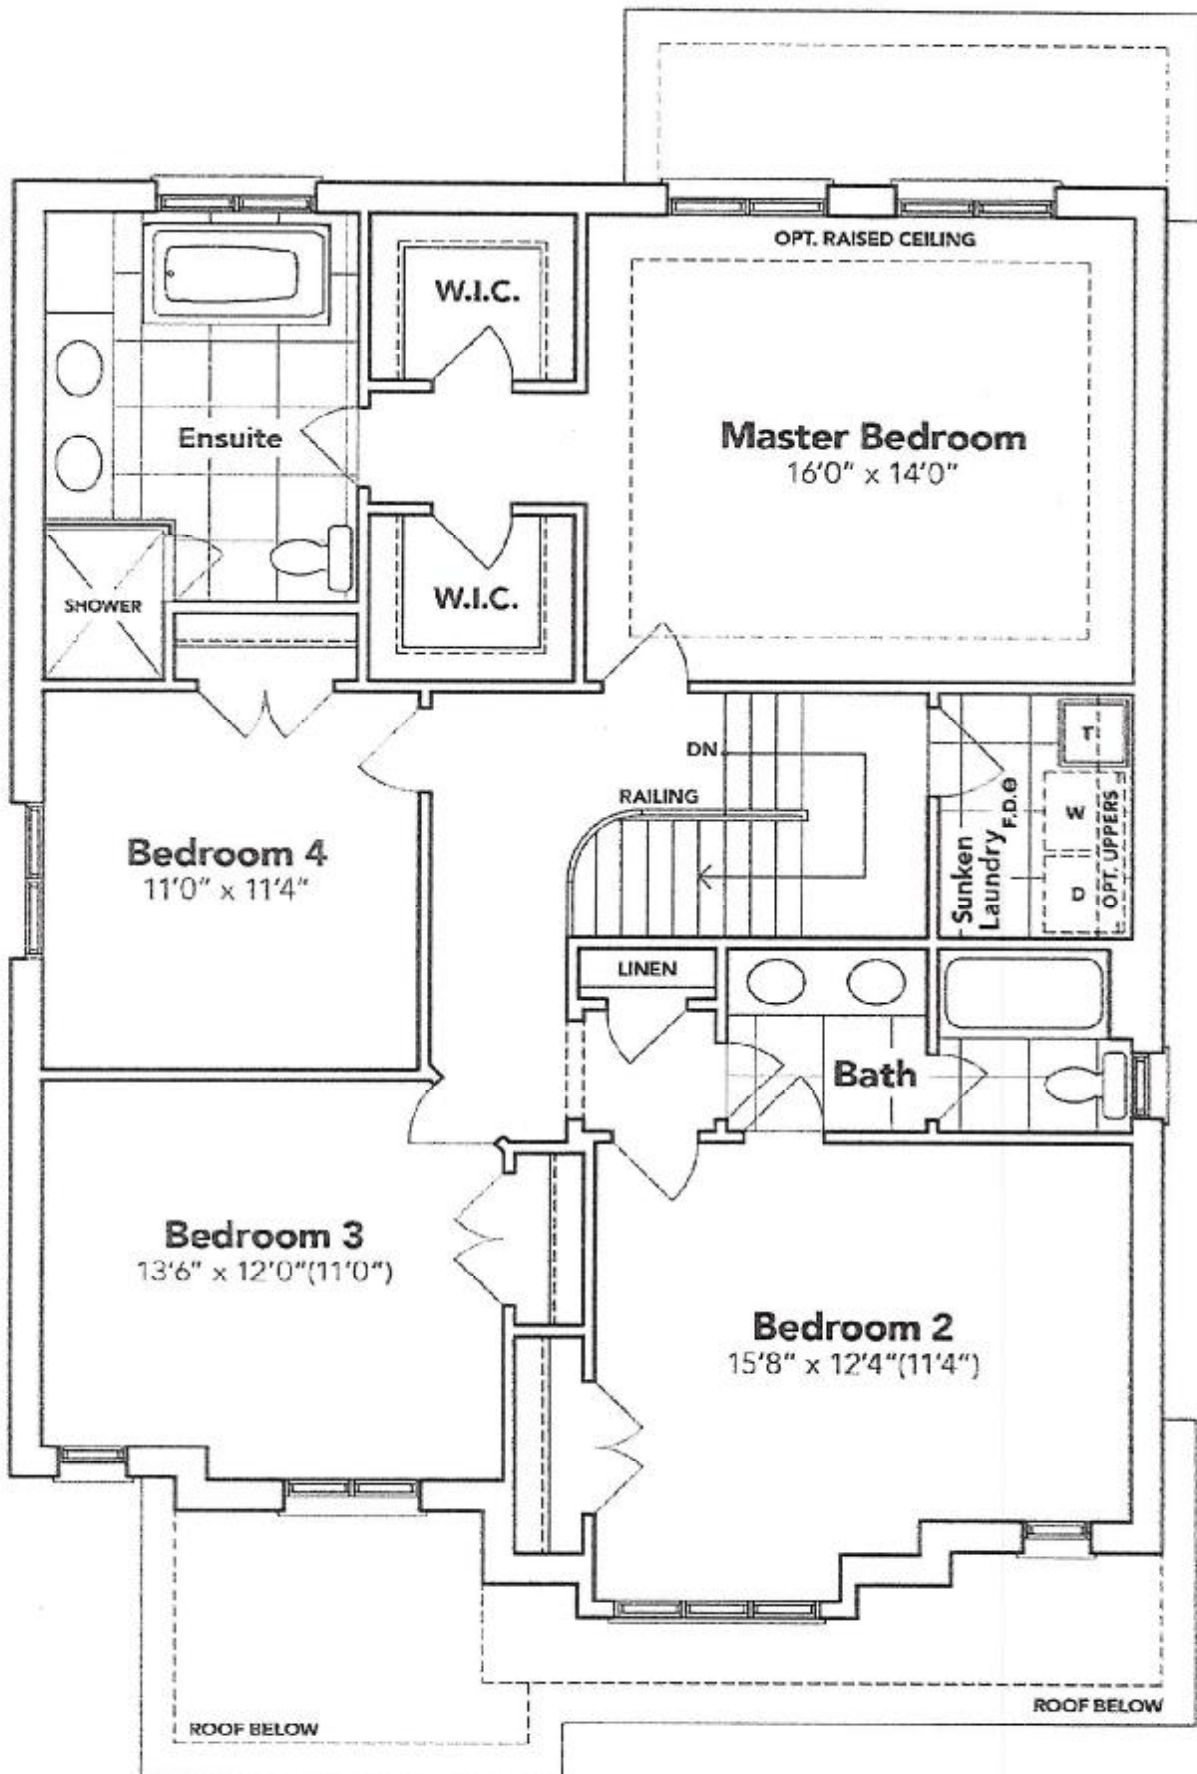 OPT. RAISED CEILING
W.I.C.
Master Bedroom
16'0" x 14'0"
Ensuite
W.I.C.
SHOWER
DN
T
RAILING
F.D.
W
OPT. UPPERS
Sunken
Laundry
D
Bedroom 4
11'0" x 11'4"
LINEN
Bath
Bedroom 3
13'6" x 12'0"(11'0")
Bedroom 2
15'8" x 12'4"(11'4")
ROOF BELOW
ROOF BELOW